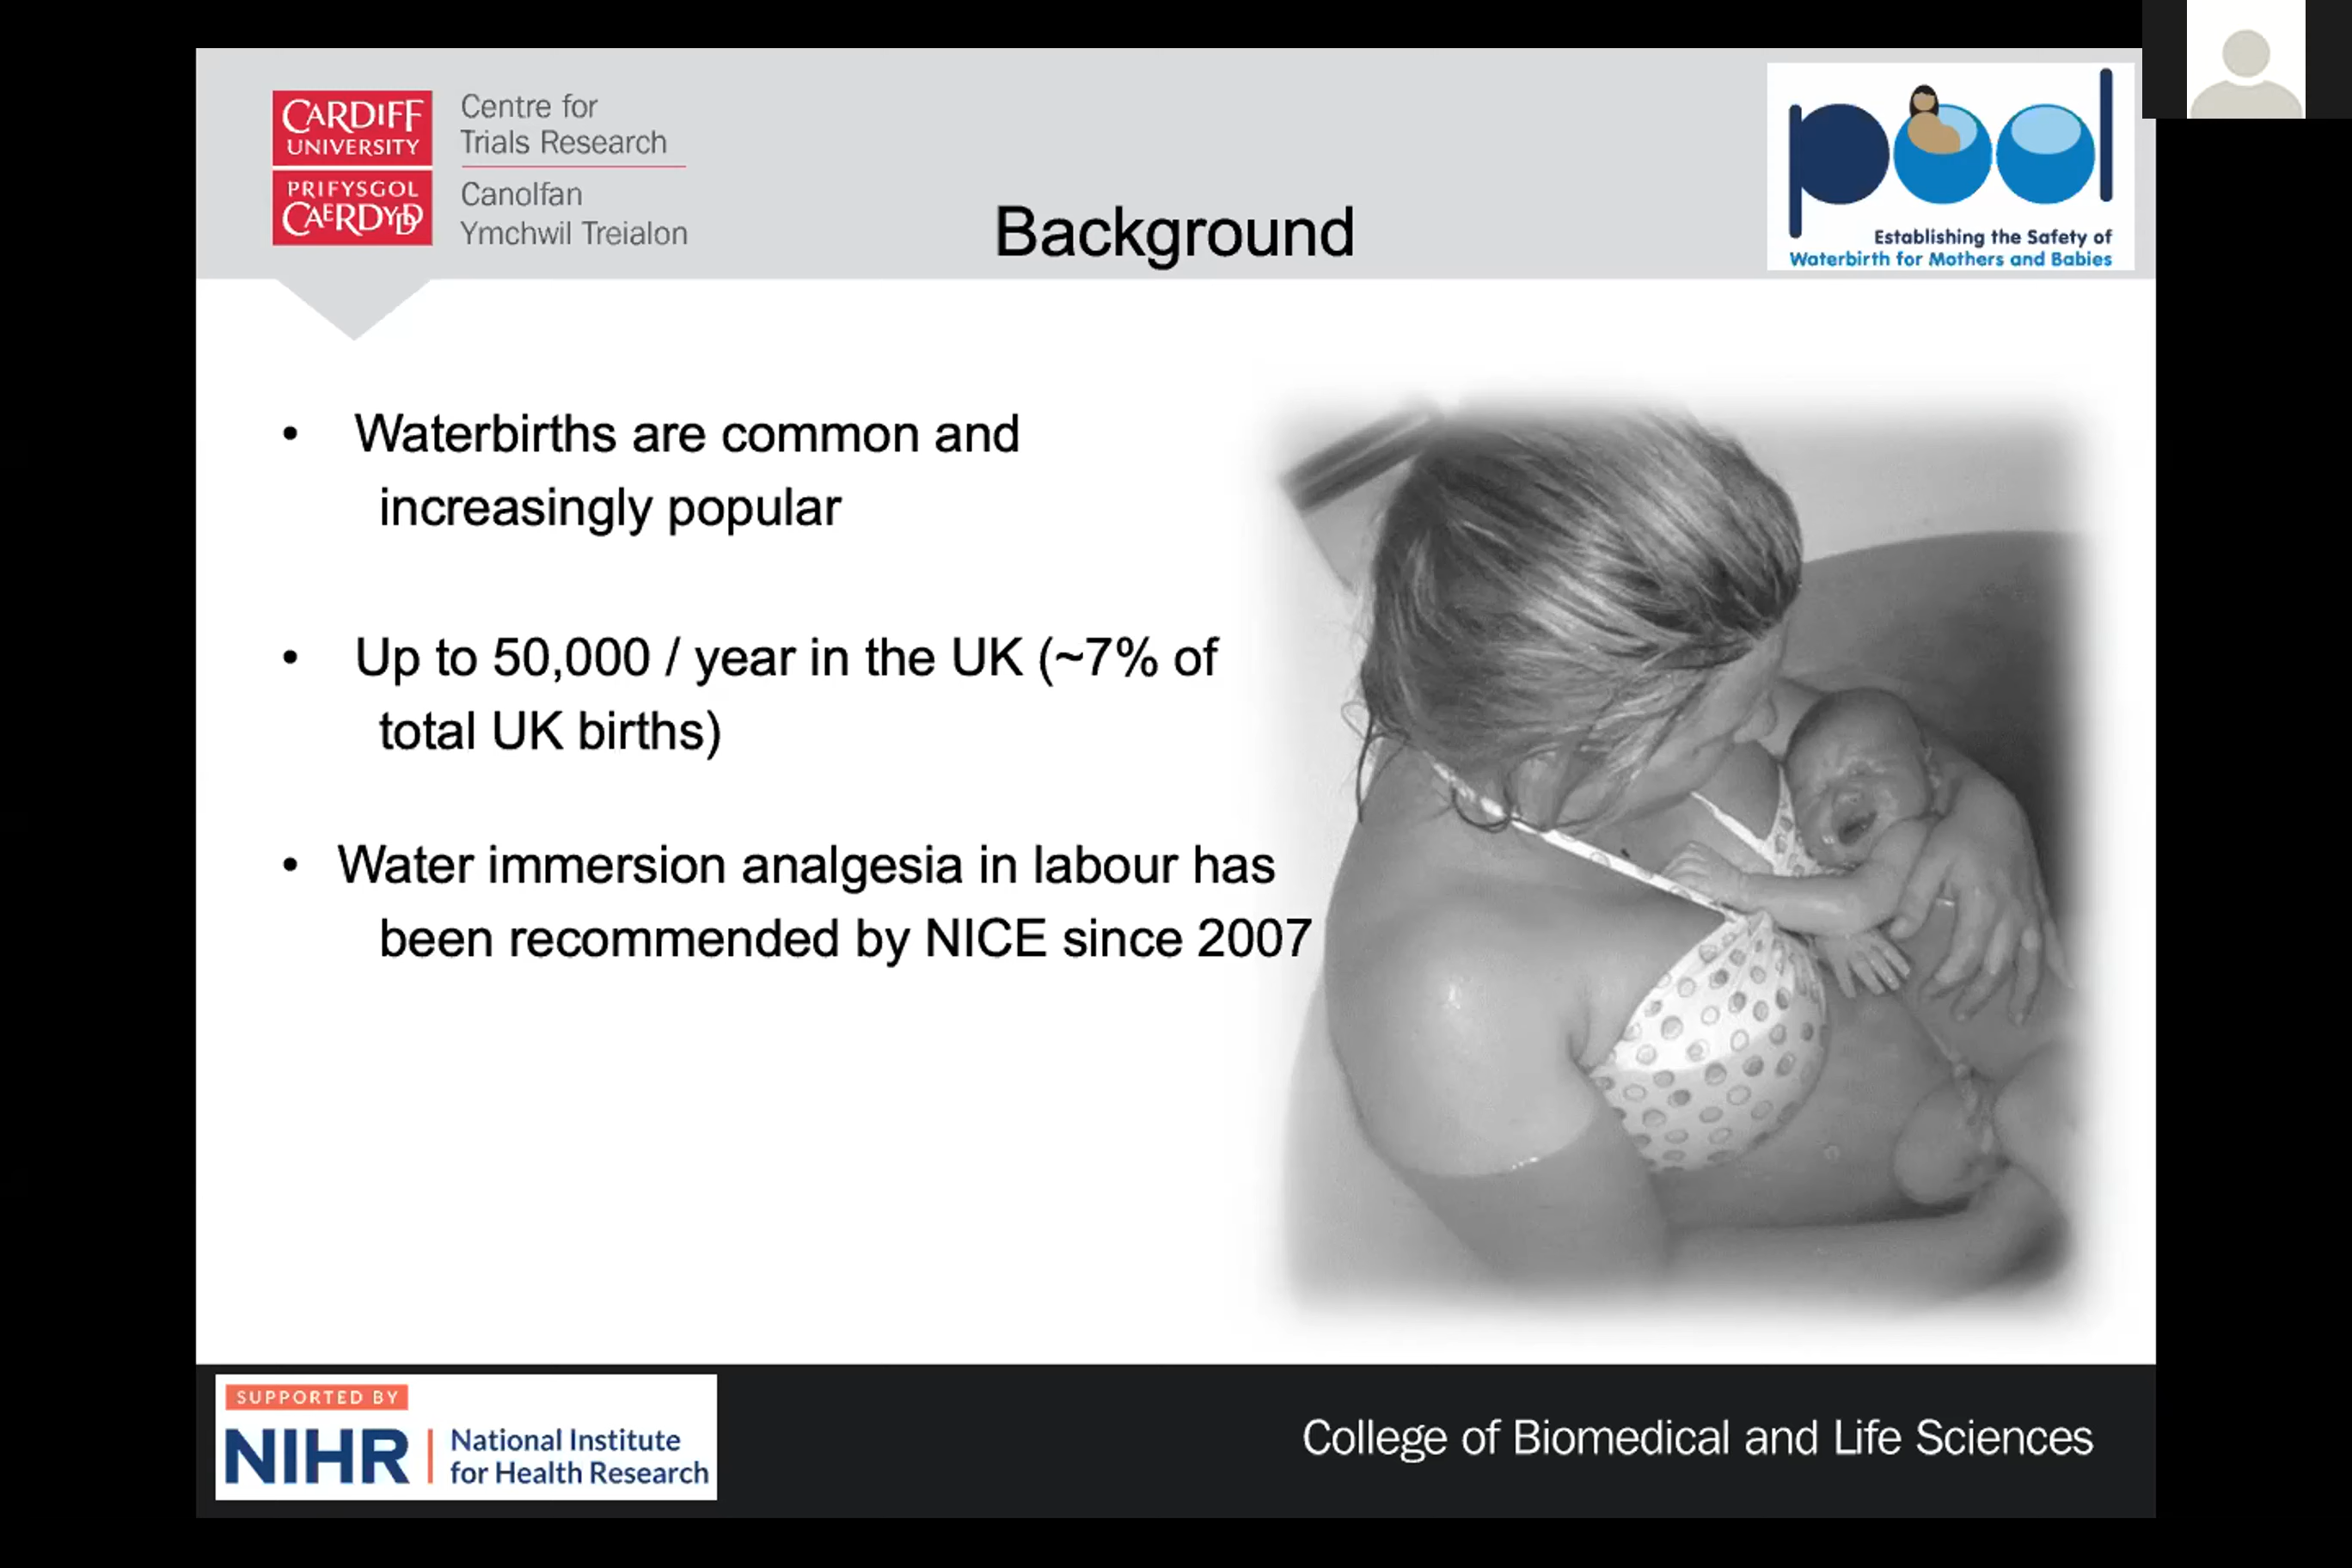 CARDIFF
UNIVERSITY
PRIFYSGOL
CAERDYDD
Centre for
Trials Research
Canolfan
Ymchwil Treialon
Background
pool
Establishing the Safety of
Waterbirth for Mothers and Babies
• Waterbirths are common and
increasingly popular
• Up to 50,000 / year in the UK (~7% of
total UK births)
• Water immersion analgesia in labour has
been recommended by NICE since 2007
SUPPORTED BY
NIHR | National Institute
for Health Research
College of Biomedical and Life Sciences